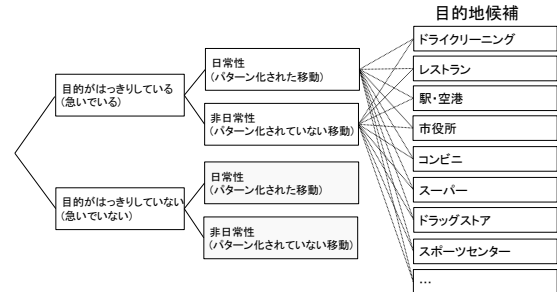 目的地候補
目的がはっきりしている
(急いでいる)
目的がはっきりしていない
(急いでいない)
日常性
(パターン化された移動)
非日常性
(パターン化されていない移動)
日常性
(パターン化された移動)
非日常性
(パターン化されていない移動)
ドライクリーニング
レストラン
駅・空港
市役所
コンビニ
スーパー
ドラッグストア
スポーツセンター
…